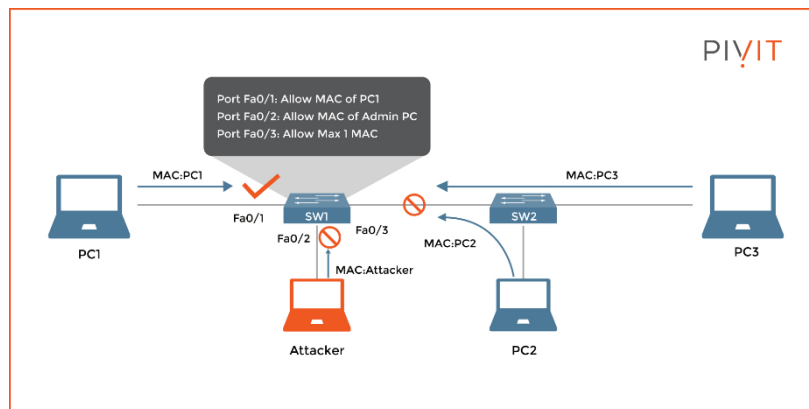 PIVIT
Port Fa0/1: Allow MAC of PC1
Port Fa0/2: Allow MAC of Admin PC
Port Fa0/3: Allow Max 1 MAC
MAC:PC1
MAC:PC3
Fa0/1
SW1
SW2
Fa0/2
Fa0/3
MAC:PC2
PC1
PC3
MAC:Attacker
Attacker
PC2